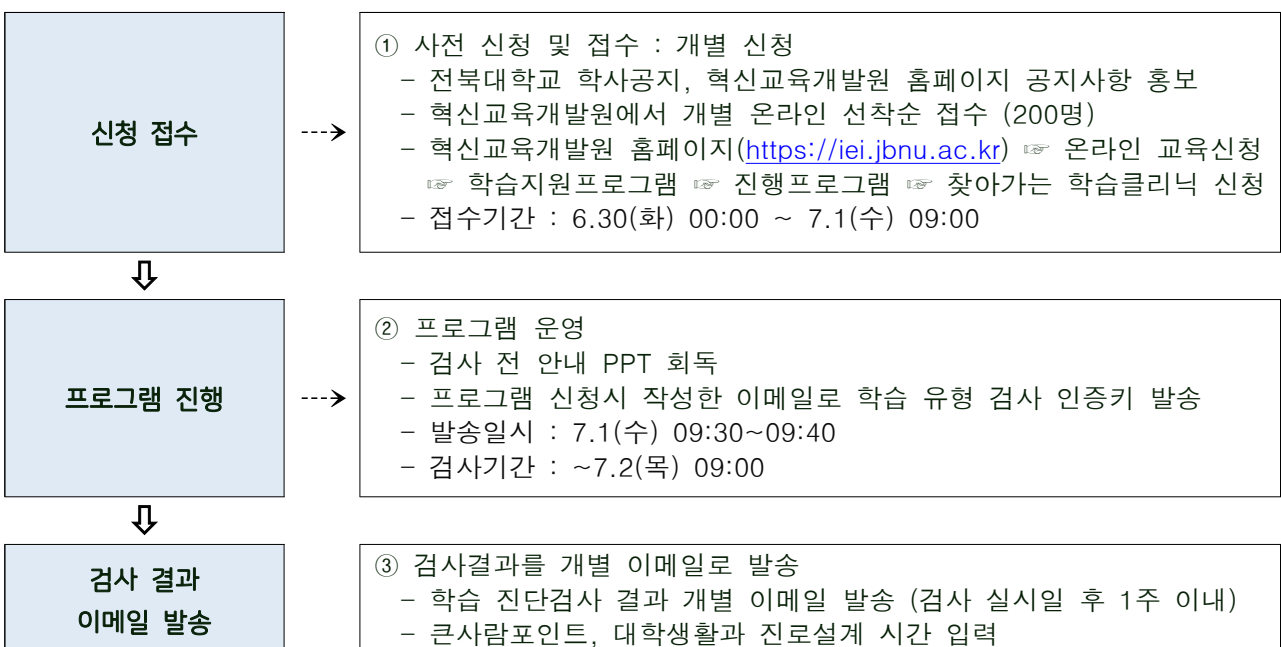 신청 접수
① 사전 신청 및 접수 : 개별 신청
- 전북대학교 학사공지, 혁신교육개발원 홈페이지 공지사항 홍보
- 혁신교육개발원에서 개별 온라인 선착순 접수 (200명)
- 혁신교육개발원 홈페이지(https://iei.jbnu.ac.kr) ☞ 온라인 교육신청
☞ 학습지원프로그램 ☞ 진행프로그램 ☞ 찾아가는 학습클리닉 신청
- 접수기간 : 6.30(화) 00:00 ~ 7.1(수) 09:00
프로그램 진행
② 프로그램 운영
- 검사 전 안내 PPT 회독
- 프로그램 신청시 작성한 이메일로 학습 유형 검사 인증키 발송
- 발송일시 : 7.1(수) 09:30~09:40
- 검사기간 : ~7.2(목) 09:00
검사 결과
이메일 발송
③ 검사결과를 개별 이메일로 발송
- 학습 진단검사 결과 개별 이메일 발송 (검사 실시일 후 1주 이내)
- 큰사람포인트, 대학생활과 진로설계 시간 입력